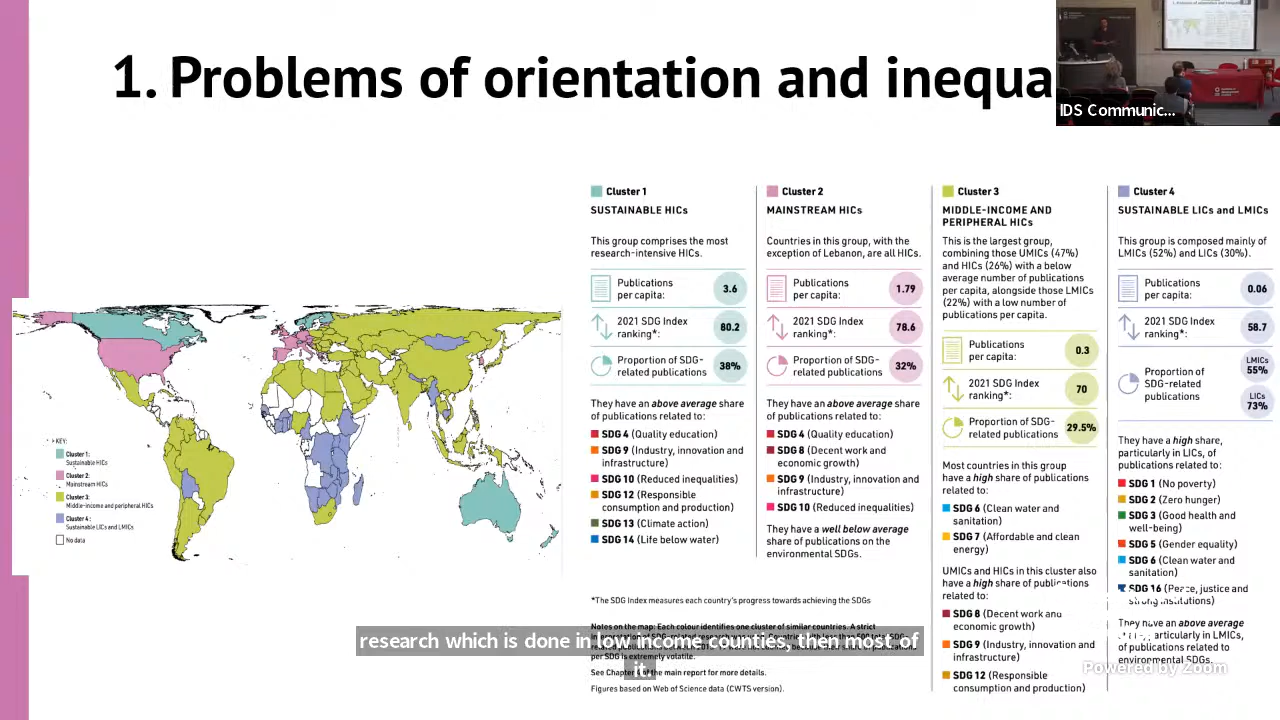 1. Problems of orientation and inequa
IDS Communic...
KEY:
Cluster 1:
Sustainable HICs
Cluster 2:
Mainstream HICs
Cluster 3:
Middle-income and peripheral HICs
Cluster 4:
Sustainable LICs and LMICs
No data
Cluster 1
SUSTAINABLE HICs
This group comprises the most
research-intensive HICs.
Publications
per capita:
3.6
2021 SDG Index
ranking*:
80.2
Proportion of SDG-
related publications
38%
They have an above average share
of publications related to:
SDG 4 (Quality education)
SDG 9 (Industry, innovation and
infrastructure)
SDG 10 (Reduced inequalities)
SDG 12 (Responsible
consumption and production)
SDG 13 (Climate action)
SDG 14 (Life below water)
Cluster 2
MAINSTREAM HICs
Countries in this group, with the
exception of Lebanon, are all HICs.
Publications
per capita:
1.79
2021 SDG Index
ranking*:
78.6
Proportion of SDG-
related publications
32%
They have an above average share
of publications related to:
SDG 4 (Quality education)
SDG 8 (Decent work and
economic growth)
SDG 9 (Industry, innovation and
infrastructure)
SDG 10 (Reduced inequalities)
They have a well below average
share of publications on the
environmental SDGs.
Cluster 3
MIDDLE-INCOME AND
PERIPHERAL HICs
This is the largest group,
combining those UMICs (47%)
and HICs (26%) with a below
average number of publications
per capita, alongside those LMICs
(22%) with a low number of
publications per capita.
Publications
per capita:
0.3
2021 SDG Index
ranking*:
70
Proportion of SDG-
related publications
29.5%
Most countries in this group
have a high share of publications
related to:
SDG 6 (Clean water and
sanitation)
SDG 7 (Affordable and clean
energy)
UMICs and HICs in this cluster also
have a high share of publications
related to:
SDG 8 (Decent work and
economic growth)
SDG 9 (Industry, innovation and
infrastructure)
SDG 12 (Responsible
consumption and production)
Cluster 4
SUSTAINABLE LICs and LMICs
This group is composed mainly of
LMICs (52%) and LICs (30%).
Publications
per capita:
0.06
2021 SDG Index
ranking*:
58.7
Proportion of
SDG-related
publications
LMICs
55%
LICs
73%
They have a high share,
particularly in LICs, of
publications related to:
SDG 1 (No poverty)
SDG 2 (Zero hunger)
SDG 3 (Good health and
well-being)
SDG 5 (Gender equality)
SDG 6 (Clean water and
sanitation)
SDG 16 (Peace, justice and
strong institutions)
They have an above average
particularly in LMICs,
of publications related to
environmental SDGs.
*The SDG Index measures each country's progress towards achieving the SDGs
Notes on the map: Each colour identifies one cluster of similar countries. A strict
per SDG is extremely volatile.
See Chapter of the main report for more details.
Figures based on Web of Science data (CWTS version).
research which is done in low income counties, then most of
it
Powered by Zoom